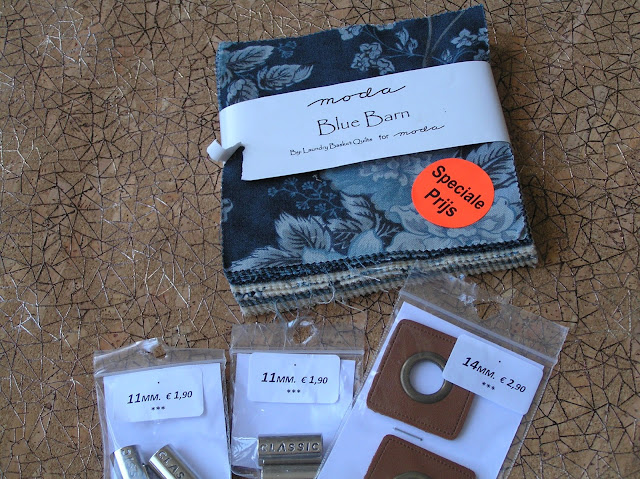 moda
Blue Barn
By: Laundry Basket Quilts for moda
Speciale
Prijs
11MM. € 1,90
***
11MM. € 1,90
***
14MM. € 2,90
***
CLASSIC
CLASSIC